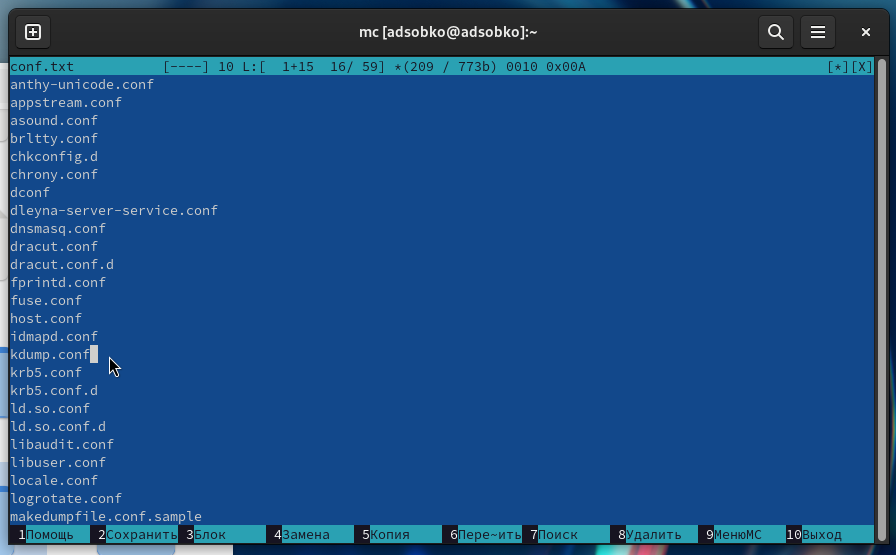 mc [adsobko@adsobko]:~
conf.txt [----] 10 L:[ 1+15 16/ 59] *(209 / 773b) 0010 0x00A [*][X]
anthy-unicode.conf
appstream.conf
asound.conf
brltty.conf
chkconfig.d
chrony.conf
dconf
dleyna-server-service.conf
dnsmasq.conf
dracut.conf
dracut.conf.d
fprintd.conf
fuse.conf
host.conf
idmapd.conf
kdump.conf
krb5.conf
krb5.conf.d
ld.so.conf
ld.so.conf.d
libaudit.conf
libuser.conf
locale.conf
logrotate.conf
makedumpfile.conf.sample
1Помощь 2Сохранить 3Блок 4Замена 5Копия 6Пере~ить 7Поиск 8Удалить 9МенюMC 10Выход